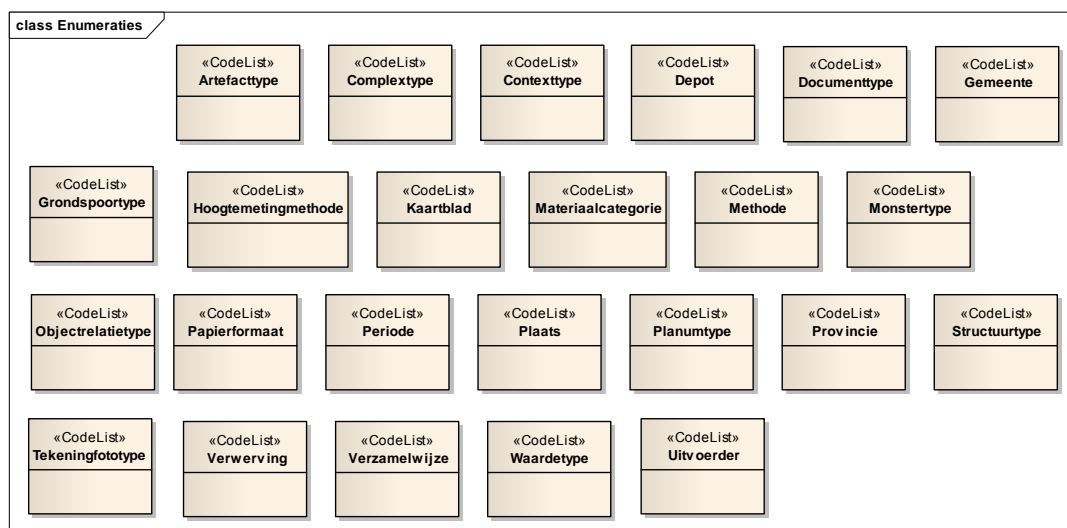 class Enumeraties
«CodeList»
Artefacttype
«CodeList»
Complextype
«CodeList»
Contexttype
«CodeList»
Depot
«CodeList»
Documenttype
«CodeList»
Gemeente
«CodeList»
Grondspoortype
«CodeList»
Hoogtemetingmethode
«CodeList»
Kaartblad
«CodeList»
Materiaalcategorie
«CodeList»
Methode
«CodeList»
Monstertype
«CodeList»
Objectrelatietype
«CodeList»
Papierformaat
«CodeList»
Periode
«CodeList»
Plaats
«CodeList»
Planumtype
«CodeList»
Provincie
«CodeList»
Structuurtype
«CodeList»
Tekeningfototype
«CodeList»
Verwerving
«CodeList»
Verzamelwijze
«CodeList»
Waardetype
«CodeList»
Uitvoerder